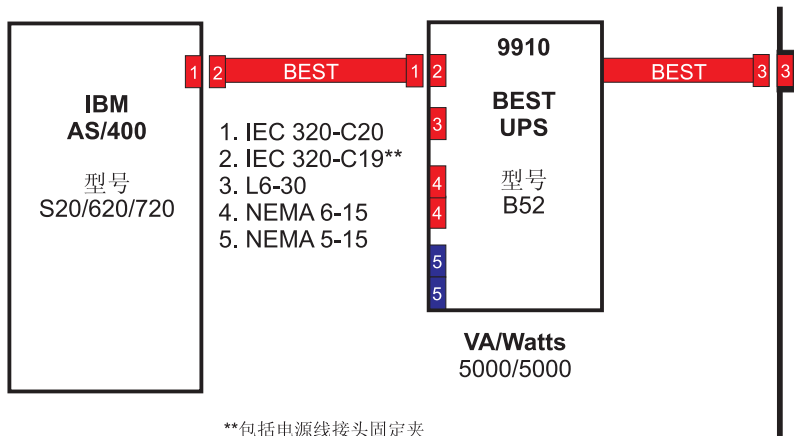 IBM
AS/400
型号
S20/620/720
1
2
BEST
1
1. IEC 320-C20
2. IEC 320-C19**
3. L6-30
4. NEMA 6-15
5. NEMA 5-15
2
3
4
4
5
5
9910
BEST
UPS
型号
B52
BEST
3
3
VA/Watts
5000/5000
**包括电源线接头固定夹